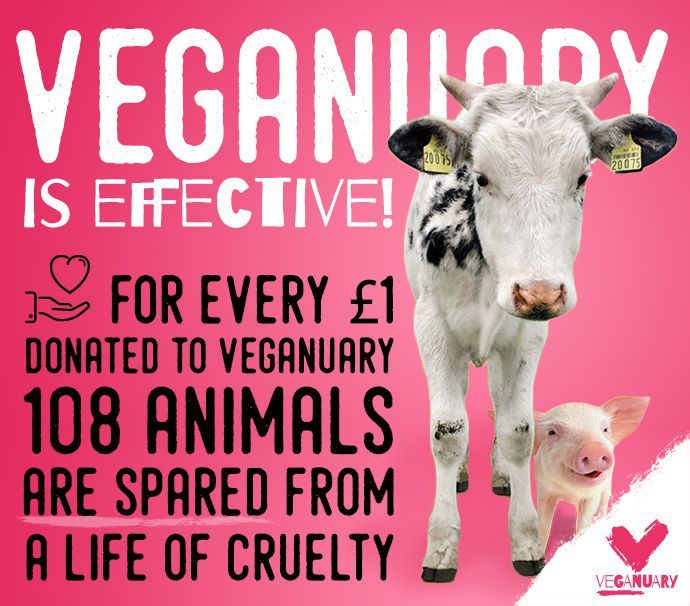 VEGANUARY
IS EFFECTIVE!
FOR EVERY £1
DONATED TO VEGANUARY
108 ANIMALS
ARE SPARED FROM
A LIFE OF CRUELTY
20075
20075
VEGANUARY